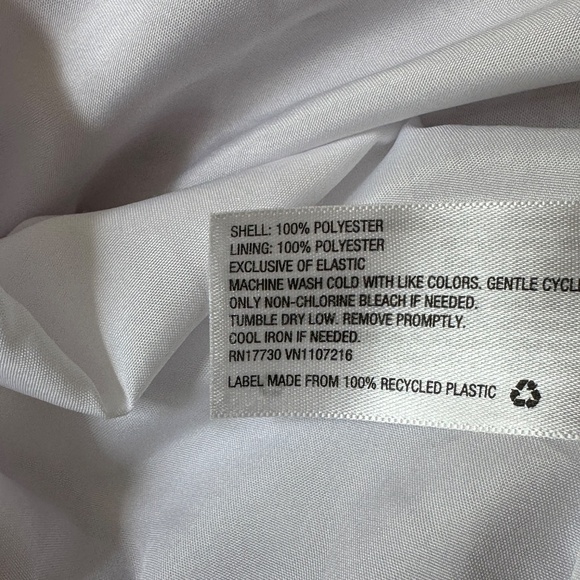 SHELL: 100% POLYESTER
LINING: 100% POLYESTER
EXCLUSIVE OF ELASTIC
MACHINE WASH COLD WITH LIKE COLORS. GENTLE CYCL
ONLY NON-CHLORINE BLEACH IF NEEDED.
TUMBLE DRY LOW. REMOVE PROMPTLY.
COOL IRON IF NEEDED.
RN17730 VN1107216
LABEL MADE FROM 100% RECYCLED PLASTIC